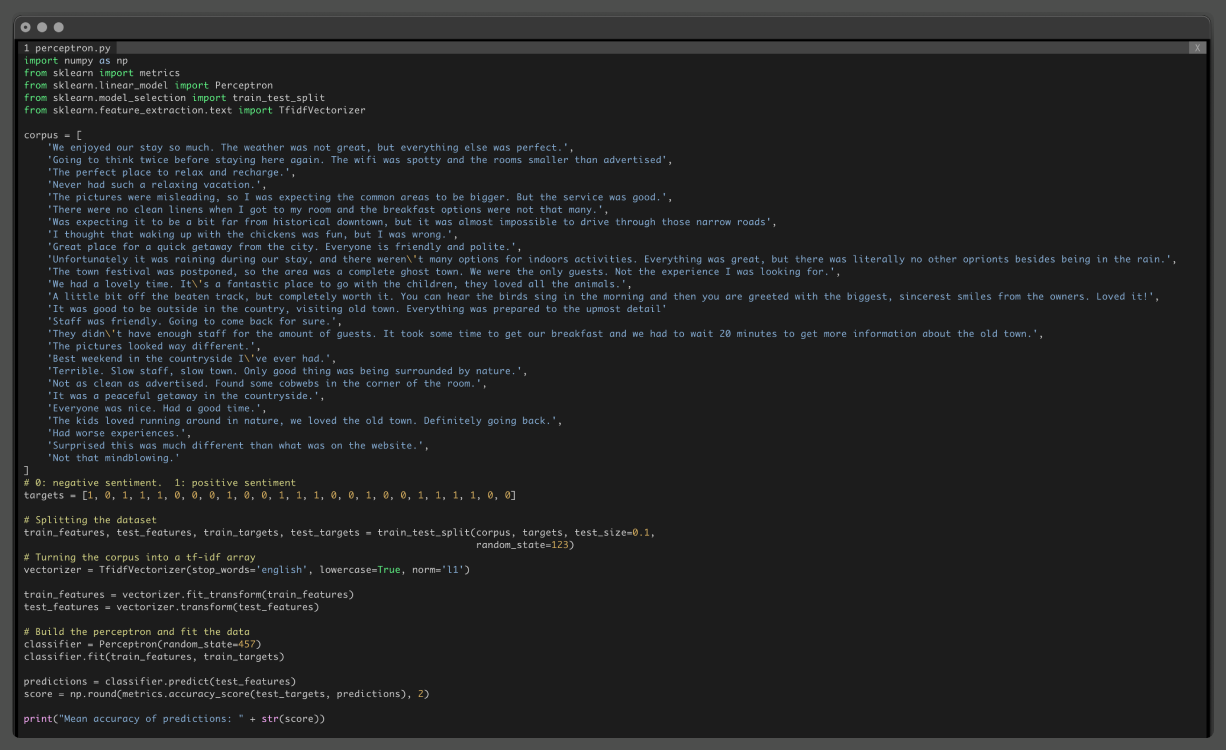 1 perceptron.py X
import numpy as np
from sklearn import metrics
from sklearn.linear_model import Perceptron
from sklearn.model_selection import train_test_split
from sklearn.feature_extraction.text import TfidfVectorizer

corpus = [
    'We enjoyed our stay so much. The weather was not great, but everything else was perfect.',
    'Going to think twice before staying here again. The wifi was spotty and the rooms smaller than advertised',
    'The perfect place to relax and recharge.',
    'Never had such a relaxing vacation.',
    'The pictures were misleading, so I was expecting the common areas to be bigger. But the service was good.',
    'There were no clean linens when I got to my room and the breakfast options were not that many.',
    'Was expecting it to be a bit far from historical downtown, but it was almost impossible to drive through those narrow roads',
    'I thought that waking up with the chickens was fun, but I was wrong.',
    'Great place for a quick getaway from the city. Everyone is friendly and polite.',
    'Unfortunately it was raining during our stay, and there weren\'t many options for indoors activities. Everything was great, but there was literally no other oprionts besides being in the rain.',
    'The town festival was postponed, so the area was a complete ghost town. We were the only guests. Not the experience I was looking for.',
    'We had a lovely time. It\'s a fantastic place to go with the children, they loved all the animals.',
    'A little bit off the beaten track, but completely worth it. You can hear the birds sing in the morning and then you are greeted with the biggest, sincerest smiles from the owners. Loved it!',
    'It was good to be outside in the country, visiting old town. Everything was prepared to the upmost detail'
    'Staff was friendly. Going to come back for sure.',
    'They didn\'t have enough staff for the amount of guests. It took some time to get our breakfast and we had to wait 20 minutes to get more information about the old town.',
    'The pictures looked way different.',
    'Best weekend in the countryside I\'ve ever had.',
    'Terrible. Slow staff, slow town. Only good thing was being surrounded by nature.',
    'Not as clean as advertised. Found some cobwebs in the corner of the room.',
    'It was a peaceful getaway in the countryside.',
    'Everyone was nice. Had a good time.',
    'The kids loved running around in nature, we loved the old town. Definitely going back.',
    'Had worse experiences.',
    'Surprised this was much different than what was on the website.',
    'Not that mindblowing.'
]
# 0: negative sentiment.  1: positive sentiment
targets = [1, 0, 1, 1, 1, 0, 0, 0, 1, 0, 0, 1, 1, 1, 0, 0, 1, 0, 0, 1, 1, 1, 1, 0, 0]

# Splitting the dataset
train_features, test_features, train_targets, test_targets = train_test_split(corpus, targets, test_size=0.1,
                                                                              random_state=123)
# Turning the corpus into a tf-idf array
vectorizer = TfidfVectorizer(stop_words='english', lowercase=True, norm='l1')

train_features = vectorizer.fit_transform(train_features)
test_features = vectorizer.transform(test_features)

# Build the perceptron and fit the data
classifier = Perceptron(random_state=457)
classifier.fit(train_features, train_targets)

predictions = classifier.predict(test_features)
score = np.round(metrics.accuracy_score(test_targets, predictions), 2)

print("Mean accuracy of predictions: " + str(score))